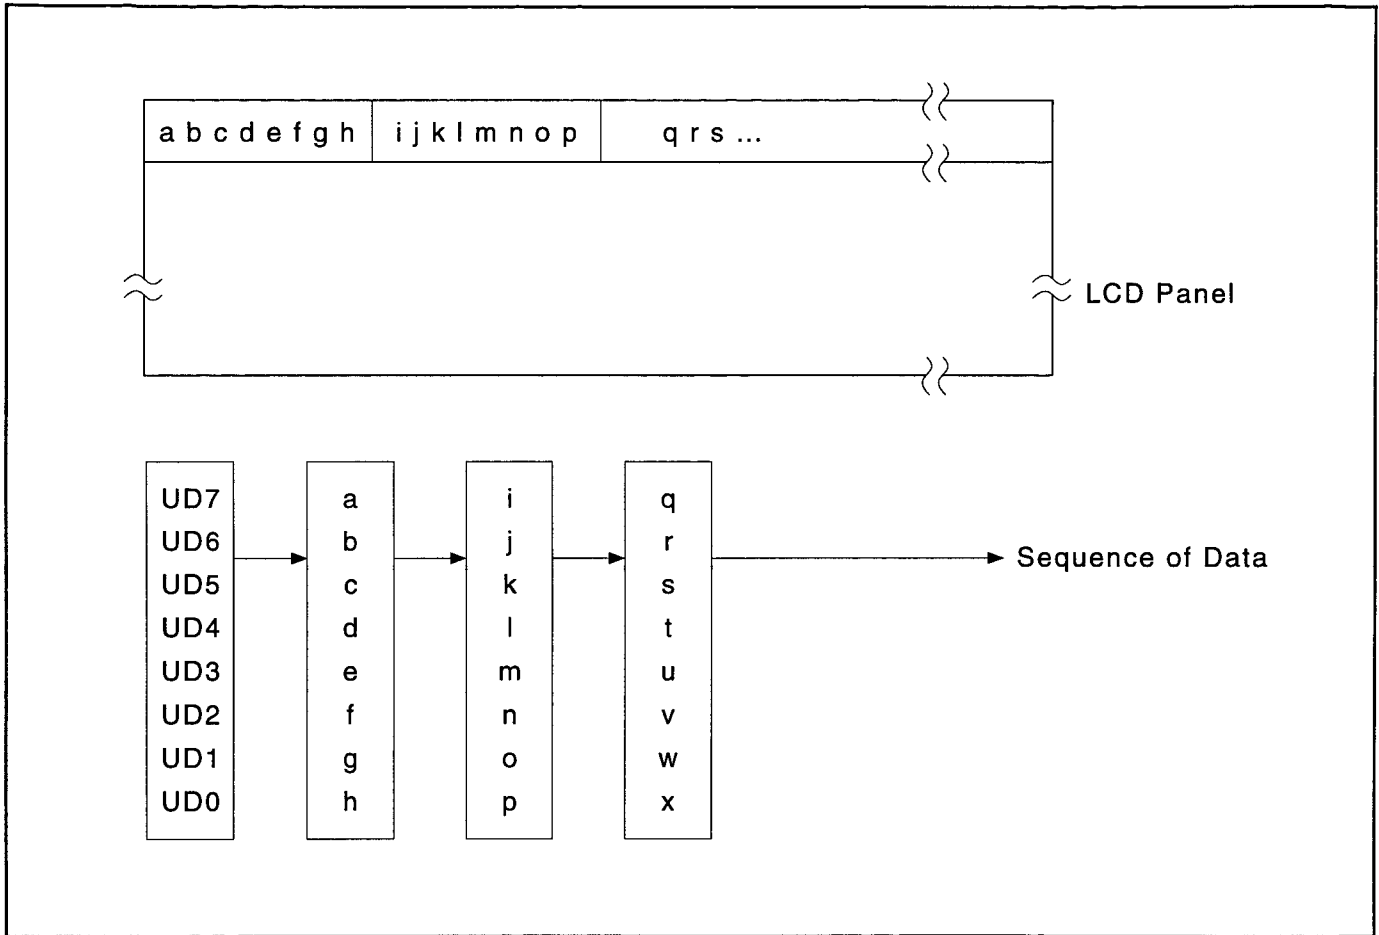 a b c d e f g h i j k l m n o p q r s ...
LCD Panel
UD7 a i q
UD6 b j r
Sequence of Data
UD5 c k s
UD4 d l t
UD3 e m u
UD2 f n v
UD1 g o w
UD0 h p x